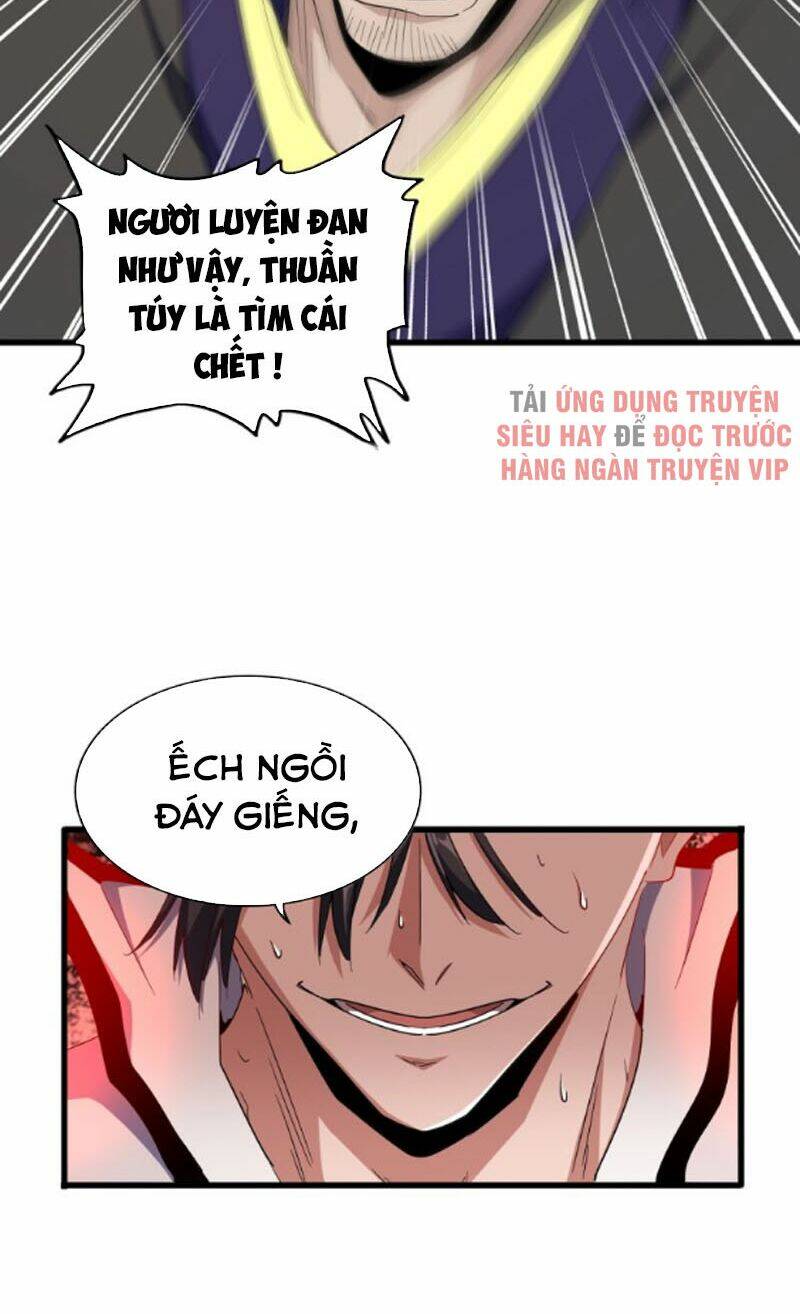 NGƯƠI LUYỆN ĐAN
NHƯ VẬY, THUẦN
TÚY LÀ TÌM CÁI
CHẾT !
TẢI ỨNG DỤNG TRUYỆN
SIÊU HAY ĐỂ ĐỌC TRƯỚC
HÀNG NGÀN TRUYỆN VIP
ẾCH NGỒI
ĐÁY GIẾNG,